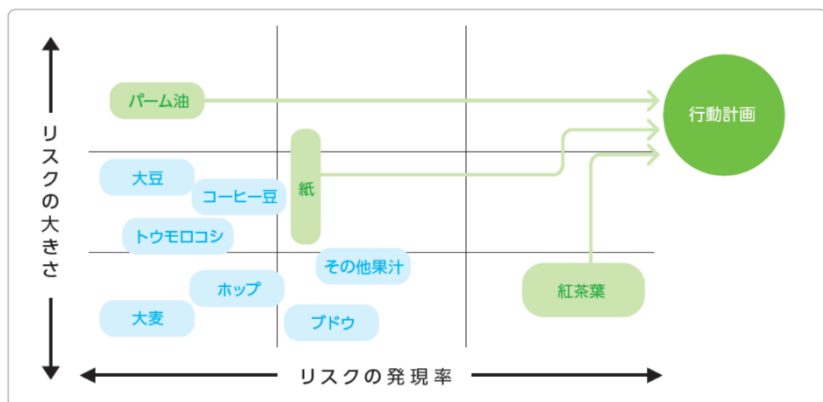 リスクの大きさ
パーム油
行動計画
大豆
コーヒー豆
紙
トウモロコシ
その他果汁
ホップ
紅茶葉
大麦
ブドウ
リスクの発現率